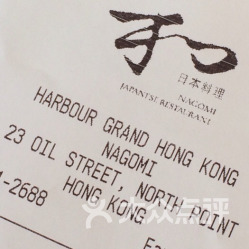 和
日本料理
NAGOMI
JAPANESE RESTAURANT
HARBOUR GRAND HONG KONG
NAGOMI
23 OIL STREET, NORTH POINT
HONG KONG
-2688
大众点评